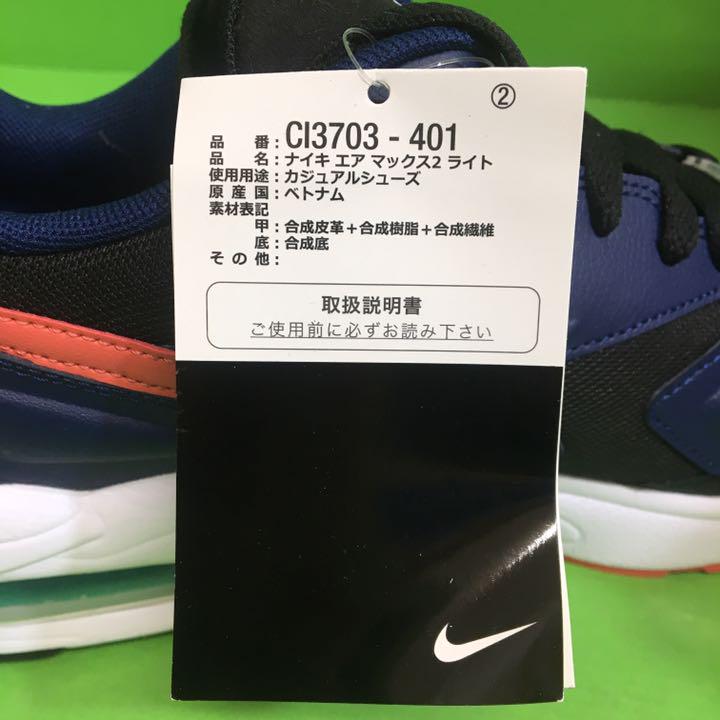 ②
品番:CI3703 - 401
品名:ナイキ エア マックス2 ライト
使用用途:カジュアルシューズ
原産国:ベトナム
素材表記
甲:合成皮革+合成樹脂+合成繊維
底:合成底
その他:
取扱説明書
ご使用前に必ずお読み下さい